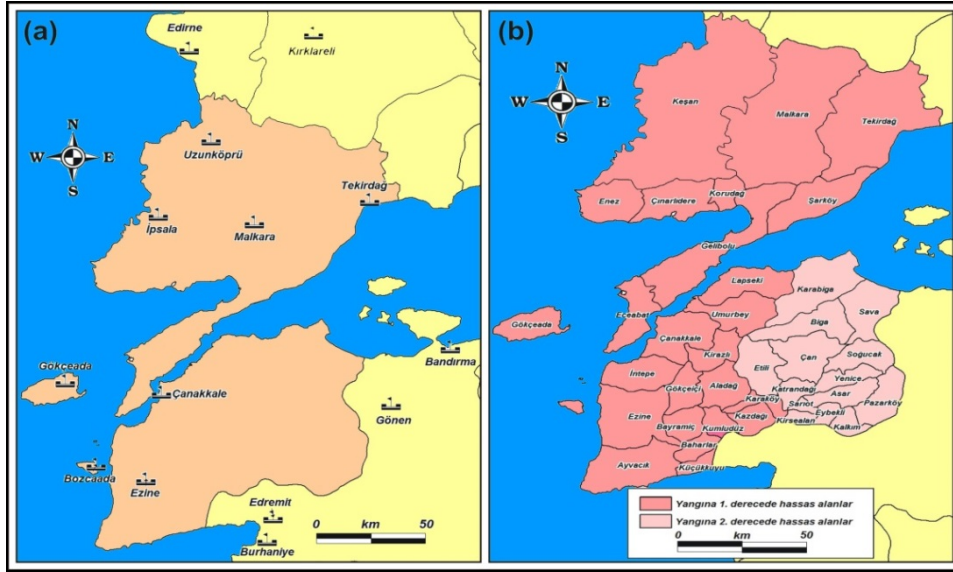 (a)
Edirne
Kırklareli
N
W E
S
Uzunköprü
Tekirdağ
İpsala
Malkara
Gökçeada
Çanakkale
Bandırma
Gönen
Bozcaada
Ezine
Edremit
0 km 50
Burhaniye
(b)
N
W E
S
Keşan
Malkara
Tekirdağ
Enez
Çınarlıdere
Korudağ
Şarköy
Gelibolu
Lapseki
Karabiga
Eceabat
Umurbey
Sava
Gökçeada
Biga
Çanakkale
Kirazlı
Çan
Soğucak
Etili
İntepe
Gökçeiçi
Aladağ
Katrandağı
Yenice
Karaköy
Sarıot
Asar
Pazarköy
Ezine
Bayramiç
Kumludüz
Kazdağı
Kirsealan
Eybekli
Kalkım
Baharlar
Ayvacık
Küçükkuyu
Yangına 1. derecede hassas alanlar
Yangına 2. derecede hassas alanlar
0 km 50